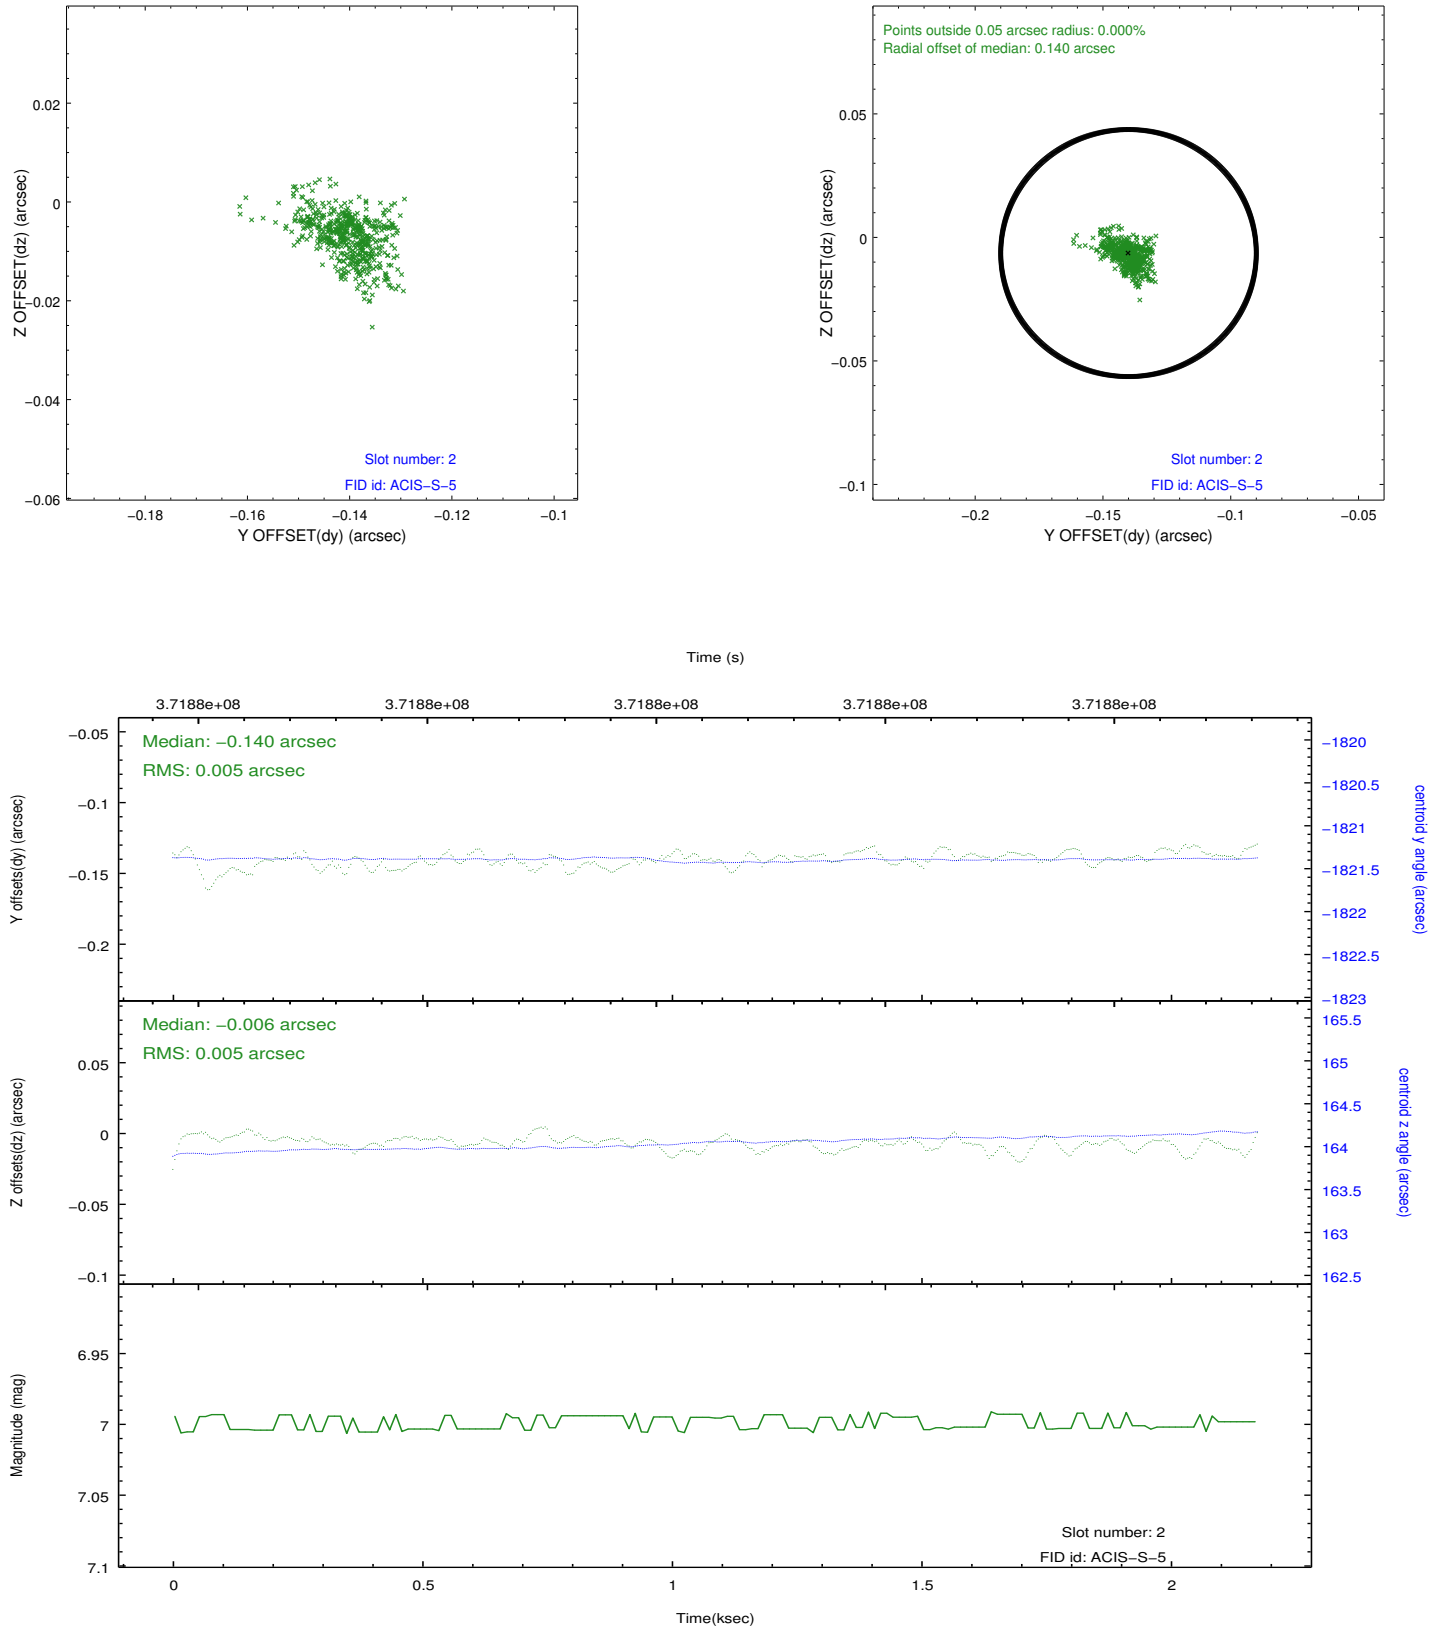 0.02
0
−0.02
−0.04
−0.06
Z OFFSET(dz) (arcsec)
Slot number: 2
FID id: ACIS−S−5
−0.18
−0.16
−0.14
−0.12
−0.1
Y OFFSET(dy) (arcsec)
Points outside 0.05 arcsec radius: 0.000%
Radial offset of median: 0.140 arcsec
0.05
0
−0.05
−0.1
Z OFFSET(dz) (arcsec)
Slot number: 2
FID id: ACIS−S−5
−0.2
−0.15
−0.1
−0.05
Y OFFSET(dy) (arcsec)
Time (s)
3.7188e+08
3.7188e+08
3.7188e+08
3.7188e+08
3.7188e+08
Median: −0.140 arcsec
RMS: 0.005 arcsec
−0.05
−0.1
−0.15
−0.2
Y offsets(dy) (arcsec)
−1820
−1820.5
−1821
−1821.5
−1822
−1822.5
−1823
centroid y angle (arcsec)
Median: −0.006 arcsec
RMS: 0.005 arcsec
0.05
0
−0.05
−0.1
Z offsets(dz) (arcsec)
165.5
165
164.5
164
163.5
163
162.5
centroid z angle (arcsec)
6.95
7
7.05
7.1
Magnitude (mag)
Slot number: 2
FID id: ACIS−S−5
0
0.5
1
1.5
2
Time(ksec)